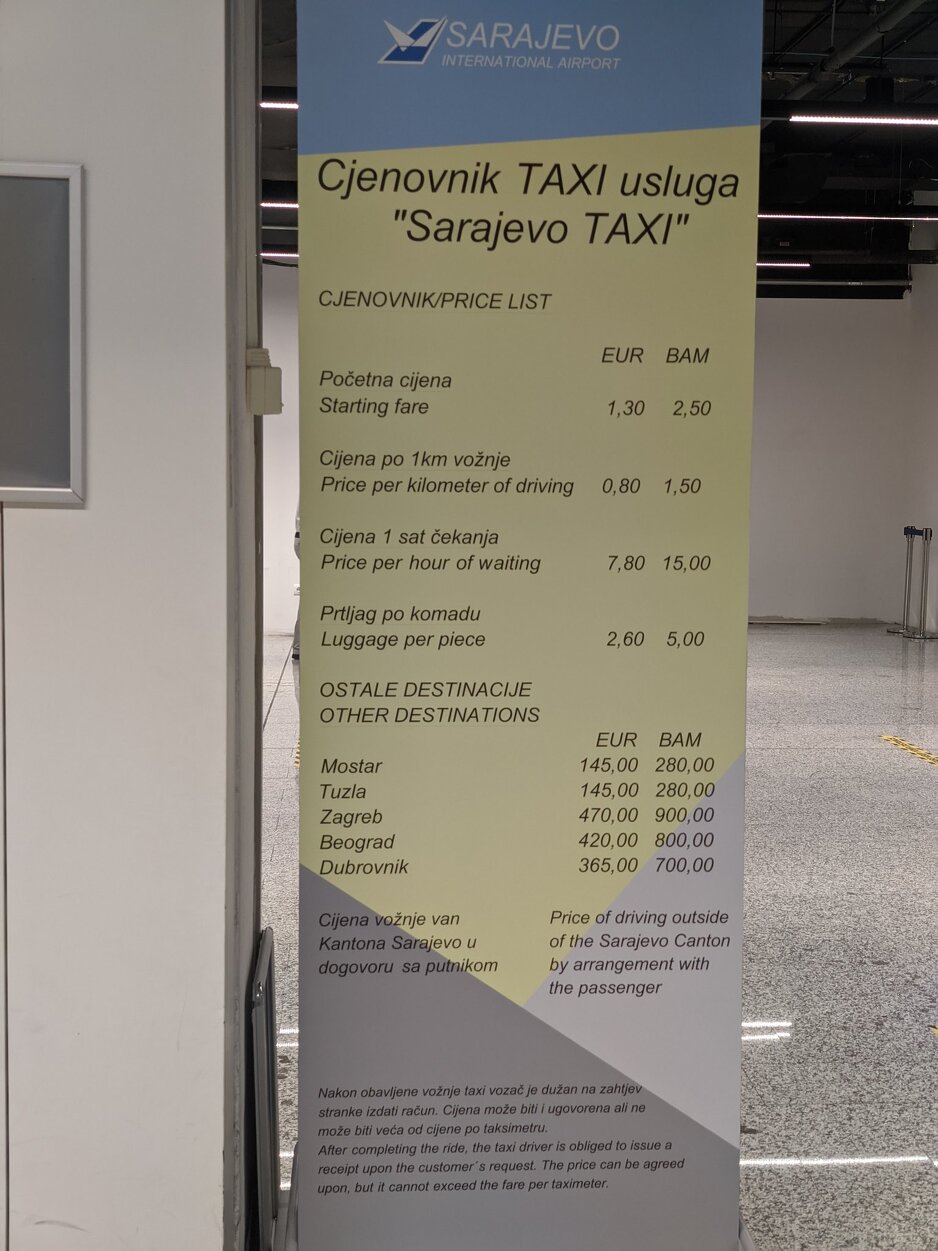 SARAJEVO
INTERNATIONAL AIRPORT
Cjenovnik TAXI usluga
"Sarajevo TAXI"
CJENOVNIK/PRICE LIST
EUR BAM
Početna cijena
Starting fare 1,30 2,50
Cijena po 1km vožnje
Price per kilometer of driving 0,80 1,50
Cijena 1 sat čekanja
Price per hour of waiting 7,80 15,00
Prtljag po komadu
Luggage per piece 2,60 5,00
OSTALE DESTINACIJE
OTHER DESTINATIONS
EUR BAM
Mostar 145,00 280,00
Tuzla 145,00 280,00
Zagreb 470,00 900,00
Beograd 420,00 800,00
Dubrovnik 365,00 700,00
Cijena vožnje van
Kantona Sarajevo u
dogovoru sa putnikom
Price of driving outside
of the Sarajevo Canton
by arrangement with
the passenger
Nakon obavljene vožnje taxi vozač je dužan na zahtjev
stranke izdati račun. Cijena može biti i ugovorena ali ne
može biti veća od cijene po taksimetru.
After completing the ride, the taxi driver is obliged to issue a
receipt upon the customer´s request. The price can be agreed
upon, but it cannot exceed the fare per taximeter.